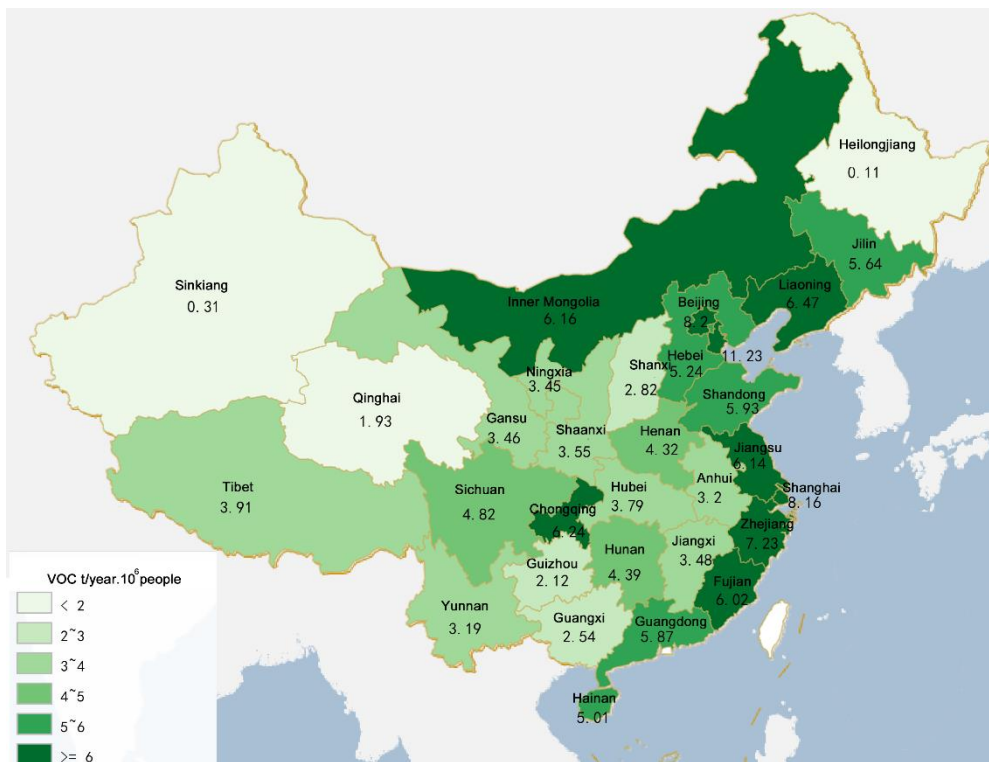 Heilongjiang
0. 11
Jilin
5. 64
Sinkiang
0. 31
Inner Mongolia
6. 16
Liaoning
6. 47
Beijing
8. 2
11. 23
Hebei
5. 24
Shanxi
2. 82
Ningxia
3. 45
Shandong
5. 93
Qinghai
1. 93
Gansu
3. 46
Shaanxi
3. 55
Henan
4. 32
Jiangsu
6. 14
Tibet
3. 91
Sichuan
4. 82
Hubei
3. 79
Anhui
3. 2
Shanghai
8. 16
Chongqing
6. 24
Zhejiang
7. 23
Jiangxi
3. 48
Hunan
4. 39
Guizhou
2. 12
Fujian
6. 02
Yunnan
3. 19
Guangxi
2. 54
Guangdong
5. 87
Hainan
5. 01
VOC t/year.10⁶people
< 2
2~3
3~4
4~5
5~6
>= 6